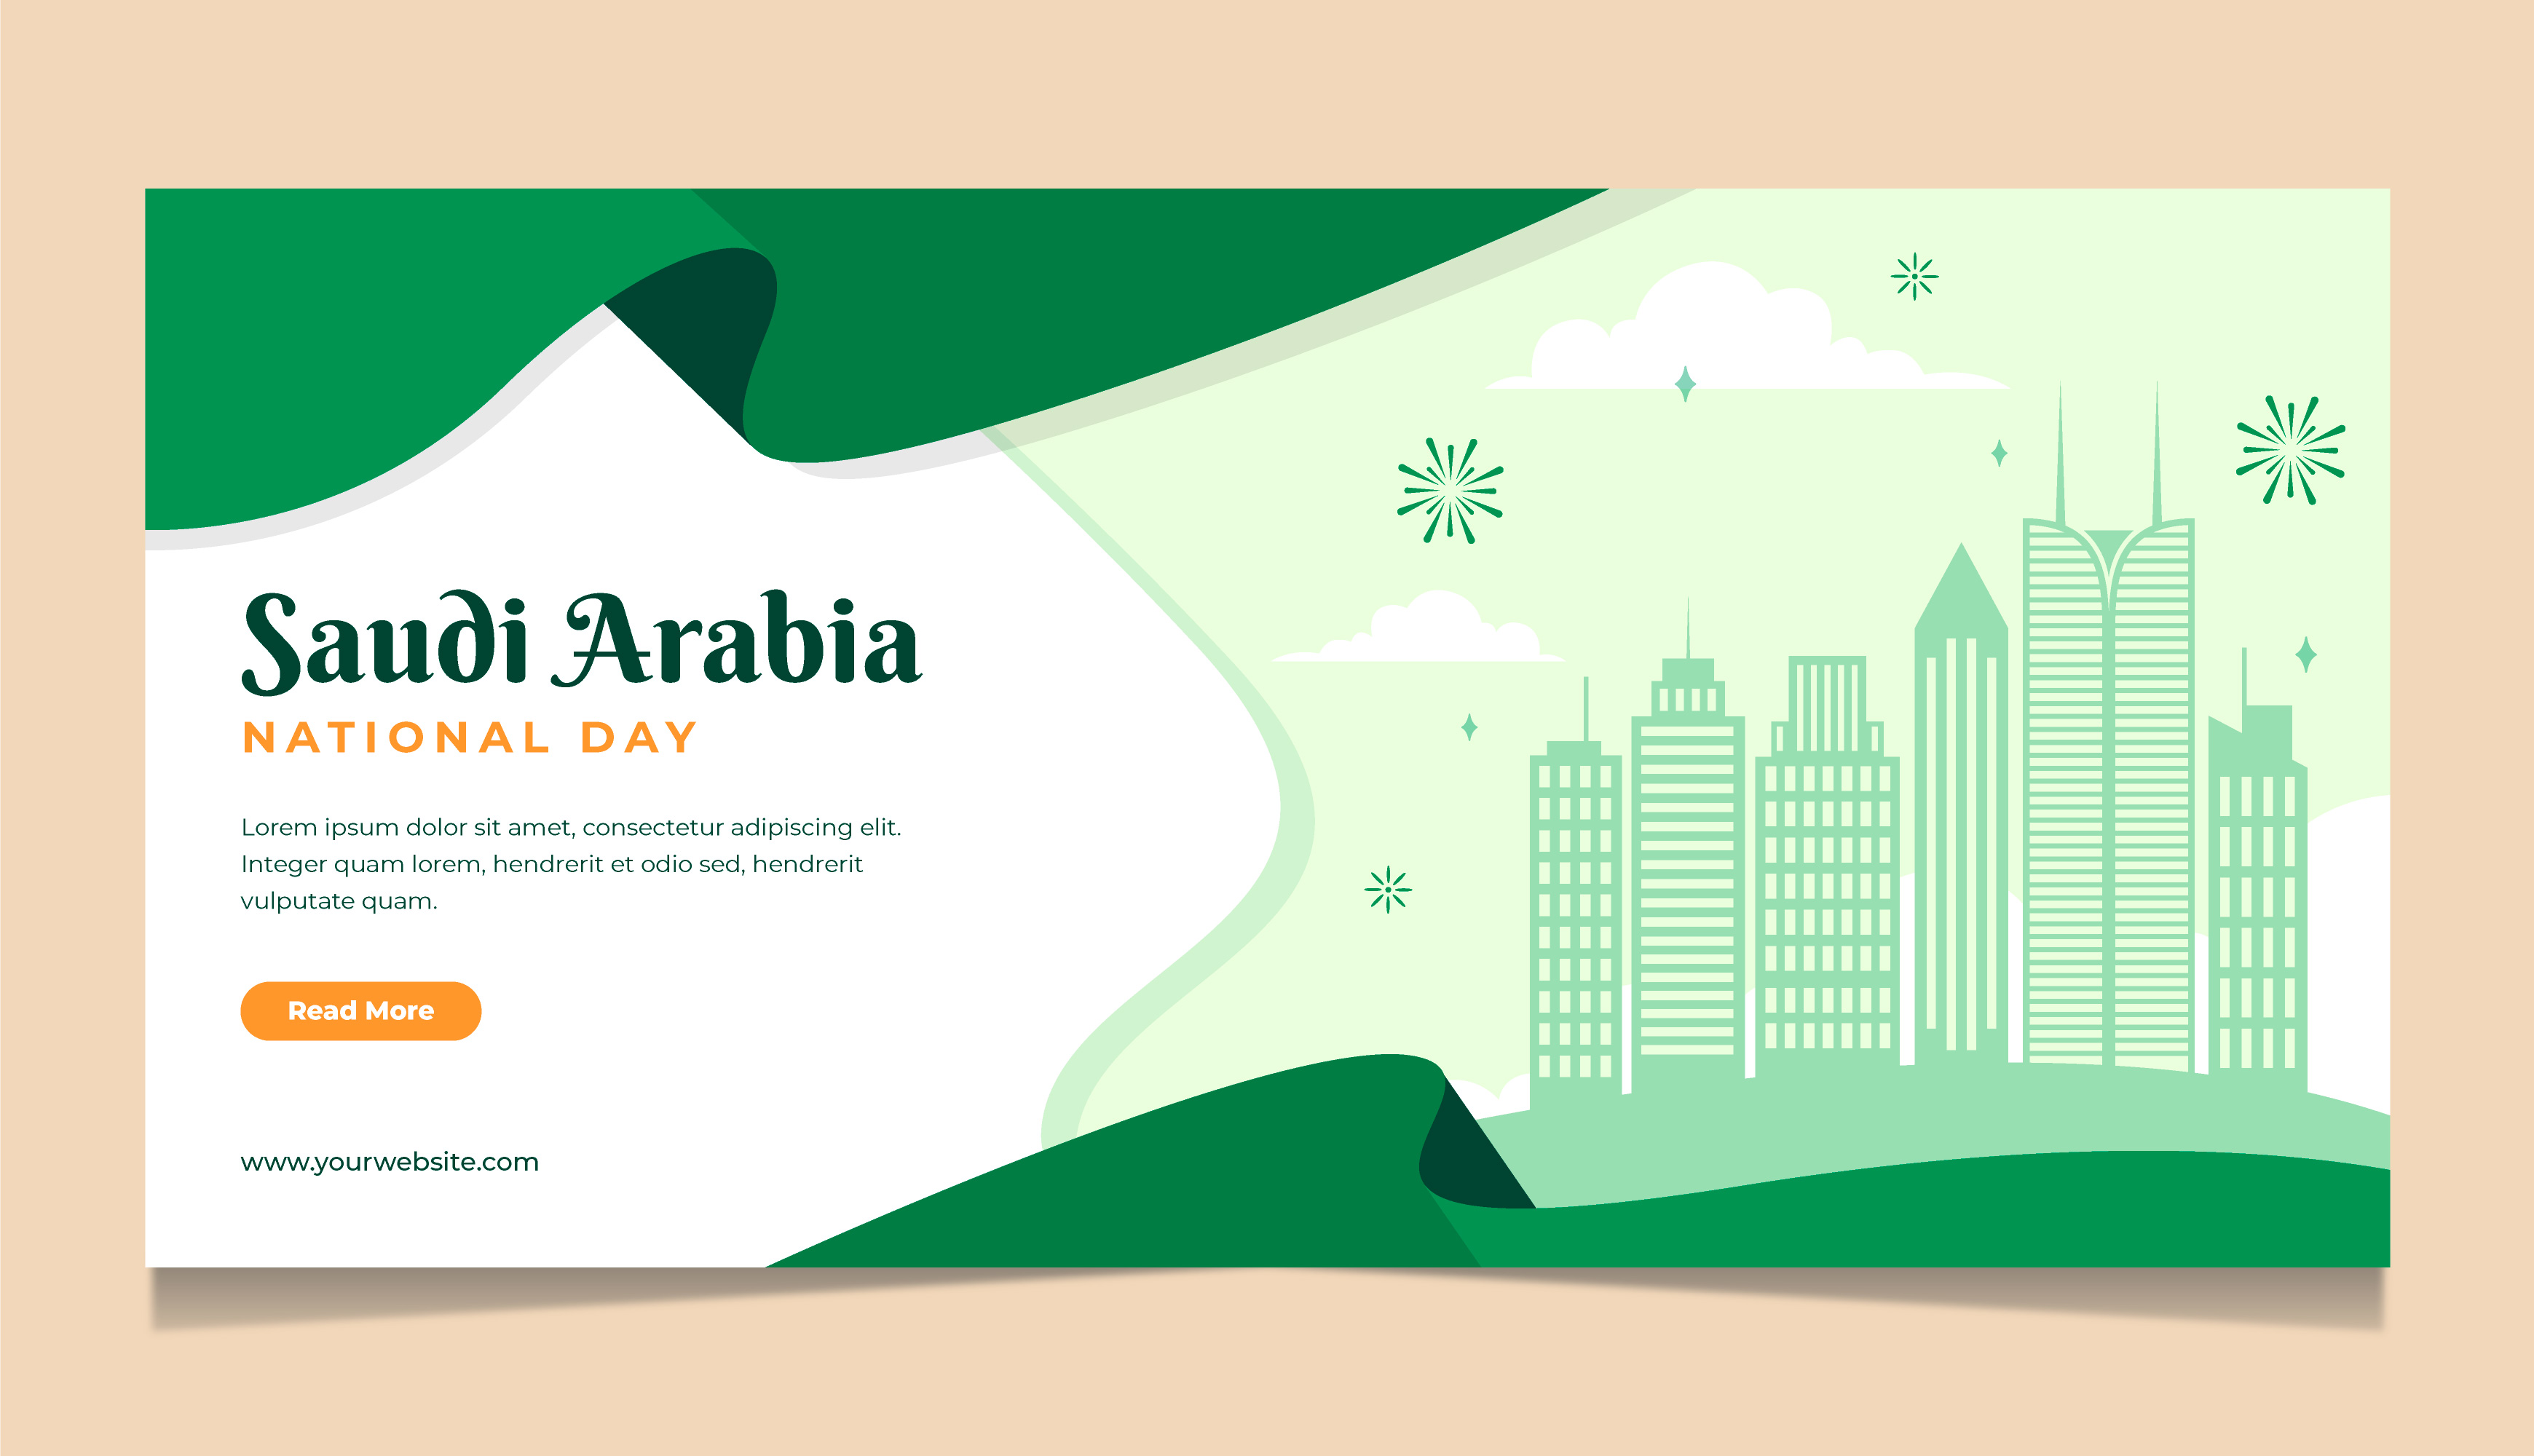 Saudi Arabia
NATIONAL DAY
Lorem ipsum dolor sit amet, consectetur adipiscing elit.
Integer quam lorem, hendrerit et odio sed, hendrerit
vulputate quam.
Read More
www.yourwebsite.com